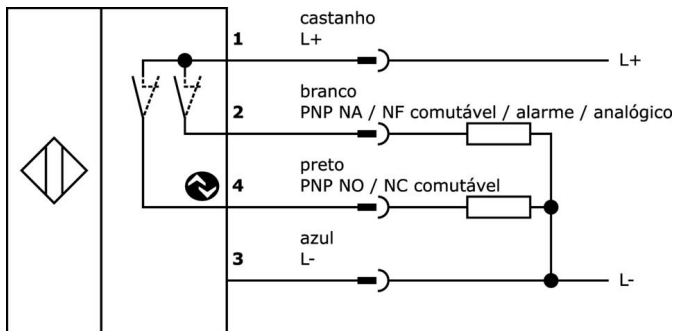 castanho
1 L+
L+
branco
2 PNP NA / NF comutável / alarme / analógico
preto
4 PNP NO / NC comutável
azul
3 L-
L-